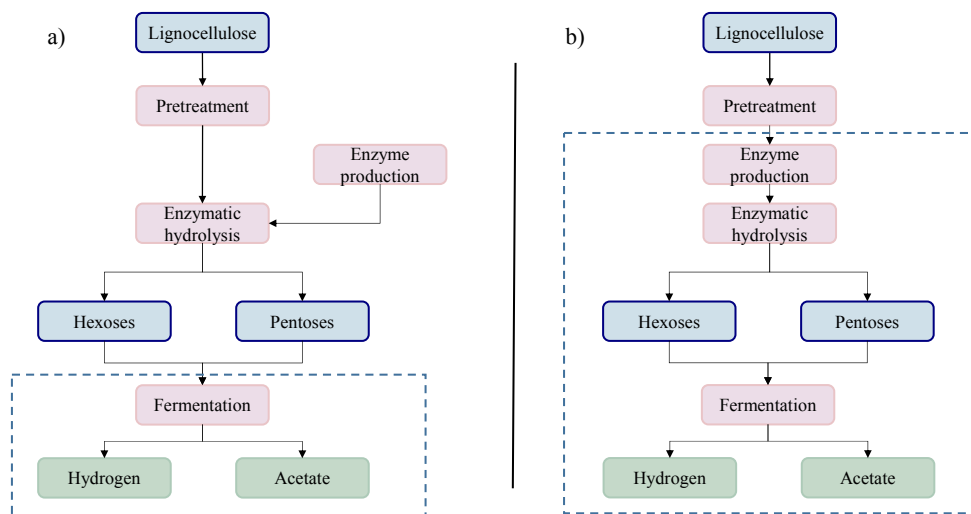 a)
Lignocellulose
Pretreatment
Enzyme
production
Enzymatic
hydrolysis
Hexoses
Pentoses
Fermentation
Hydrogen
Acetate
b)
Lignocellulose
Pretreatment
Enzyme
production
Enzymatic
hydrolysis
Hexoses
Pentoses
Fermentation
Hydrogen
Acetate